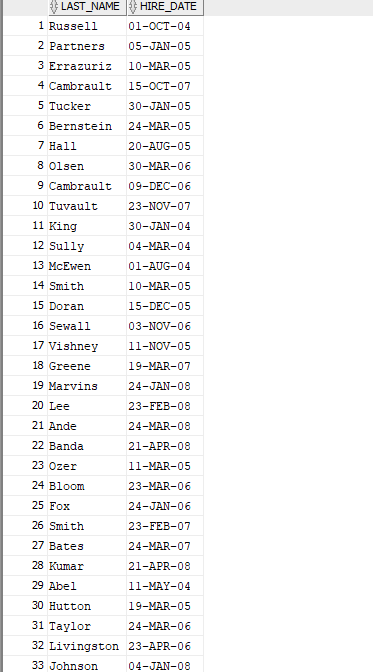 LAST_NAME HIRE_DATE
1 Russell 01-OCT-04
2 Partners 05-JAN-05
3 Errazuriz 10-MAR-05
4 Cambrault 15-OCT-07
5 Tucker 30-JAN-05
6 Bernstein 24-MAR-05
7 Hall 20-AUG-05
8 Olsen 30-MAR-06
9 Cambrault 09-DEC-06
10 Tuvault 23-NOV-07
11 King 30-JAN-04
12 Sully 04-MAR-04
13 McEwen 01-AUG-04
14 Smith 10-MAR-05
15 Doran 15-DEC-05
16 Sewall 03-NOV-06
17 Vishney 11-NOV-05
18 Greene 19-MAR-07
19 Marvins 24-JAN-08
20 Lee 23-FEB-08
21 Ande 24-MAR-08
22 Banda 21-APR-08
23 Ozer 11-MAR-05
24 Bloom 23-MAR-06
25 Fox 24-JAN-06
26 Smith 23-FEB-07
27 Bates 24-MAR-07
28 Kumar 21-APR-08
29 Abel 11-MAY-04
30 Hutton 19-MAR-05
31 Taylor 24-MAR-06
32 Livingston 23-APR-06
33 Johnson 04-JAN-08